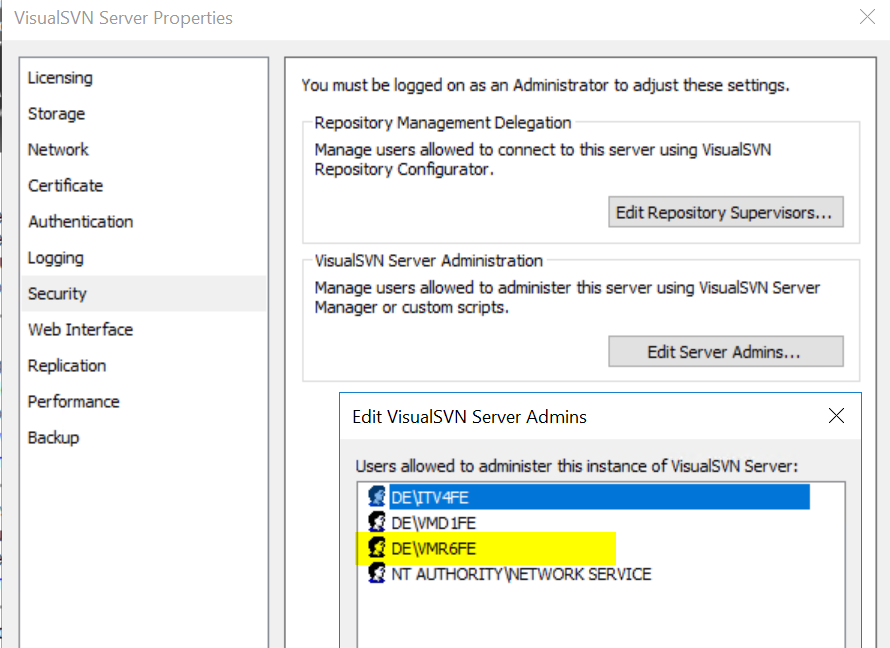 VisualSVN Server Properties
Licensing
Storage
Network
Certificate
Authentication
Logging
Security
Web Interface
Replication
Performance
Backup
You must be logged on as an Administrator to adjust these settings.
Repository Management Delegation
Manage users allowed to connect to this server using VisualSVN
Repository Configurator.
Edit Repository Supervisors...
VisualSVN Server Administration
Manage users allowed to administer this server using VisualSVN Server
Manager or custom scripts.
Edit Server Admins...
Edit VisualSVN Server Admins
Users allowed to administer this instance of VisualSVN Server:
DE\ITV4FE
DE\VMD1FE
DE\VMR6FE
NT AUTHORITY\NETWORK SERVICE